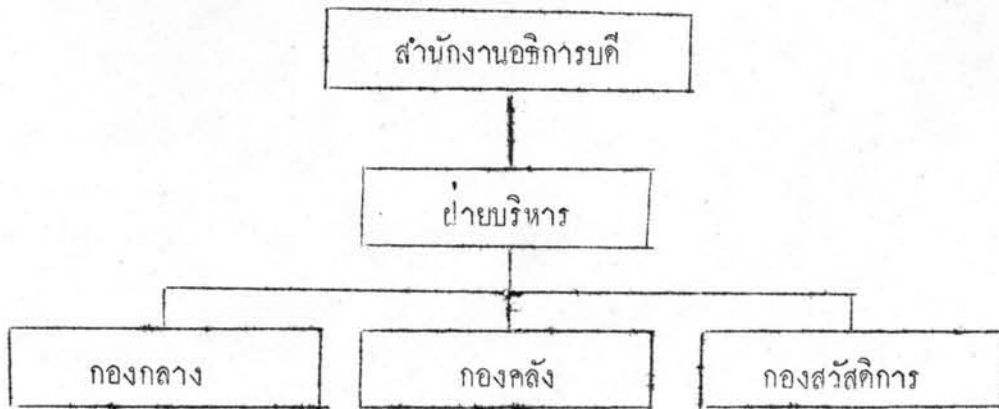 สำนักงานอธิการบดี
ฝ่ายบริหาร
กองกลาง กองคลัง กองสวัสดิการ